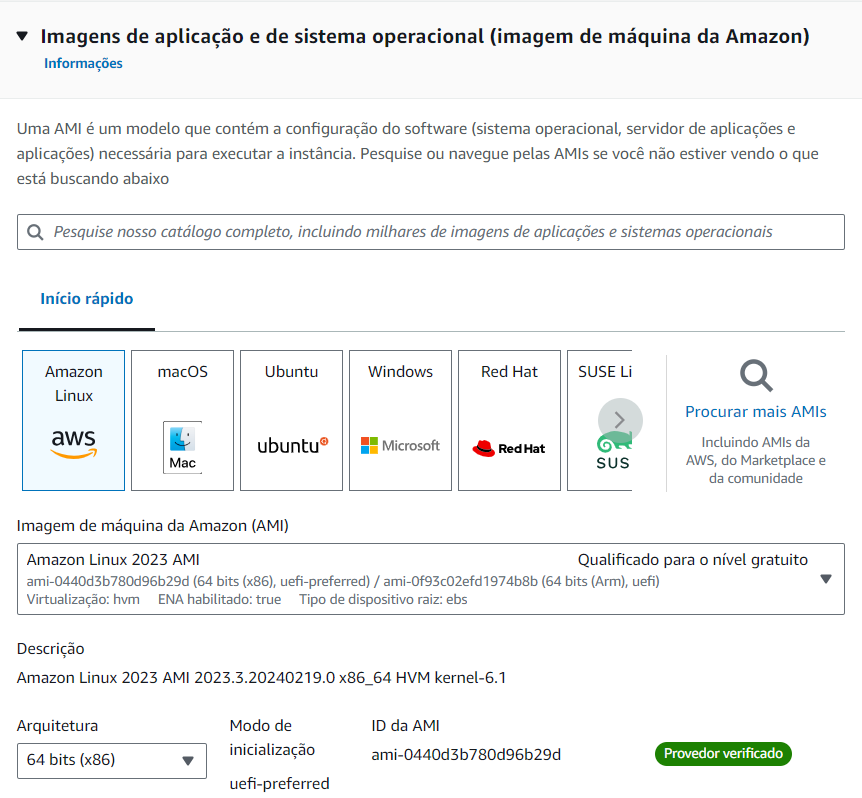 Imagens de aplicação e de sistema operacional (imagem de máquina da Amazon)
Informações
Uma AMI é um modelo que contém a configuração do software (sistema operacional, servidor de aplicações e
aplicações) necessária para executar a instância. Pesquise ou navegue pelas AMIs se você não estiver vendo o que
está buscando abaixo
Pesquise nosso catálogo completo, incluindo milhares de imagens de aplicações e sistemas operacionais
Início rápido
Amazon
Linux
aws
macOS
Mac
Ubuntu
ubuntu
Windows
Microsoft
Red Hat
Red Hat
SUSE Li
SUS
Procurar mais AMIs
Incluindo AMIs da
AWS, do Marketplace e
da comunidade
Imagem de máquina da Amazon (AMI)
Amazon Linux 2023 AMI
Qualificado para o nível gratuito
ami-0440d3b780d96b29d (64 bits (x86), uefi-preferred) / ami-0f93c02efd1974b8b (64 bits (Arm), uefi)
Virtualização: hvm ENA habilitado: true Tipo de dispositivo raiz: ebs
Descrição
Amazon Linux 2023 AMI 2023.3.20240219.0 x86_64 HVM kernel-6.1
Arquitetura
64 bits (x86)
Modo de
inicialização
uefi-preferred
ID da AMI
ami-0440d3b780d96b29d
Provedor verificado